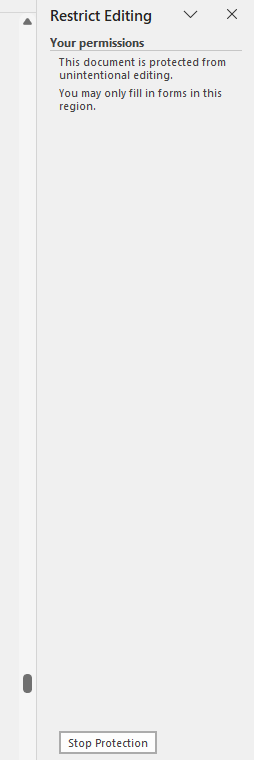 Restrict Editing
Your permissions
This document is protected from
unintentional editing.
You may only fill in forms in this
region.
Stop Protection